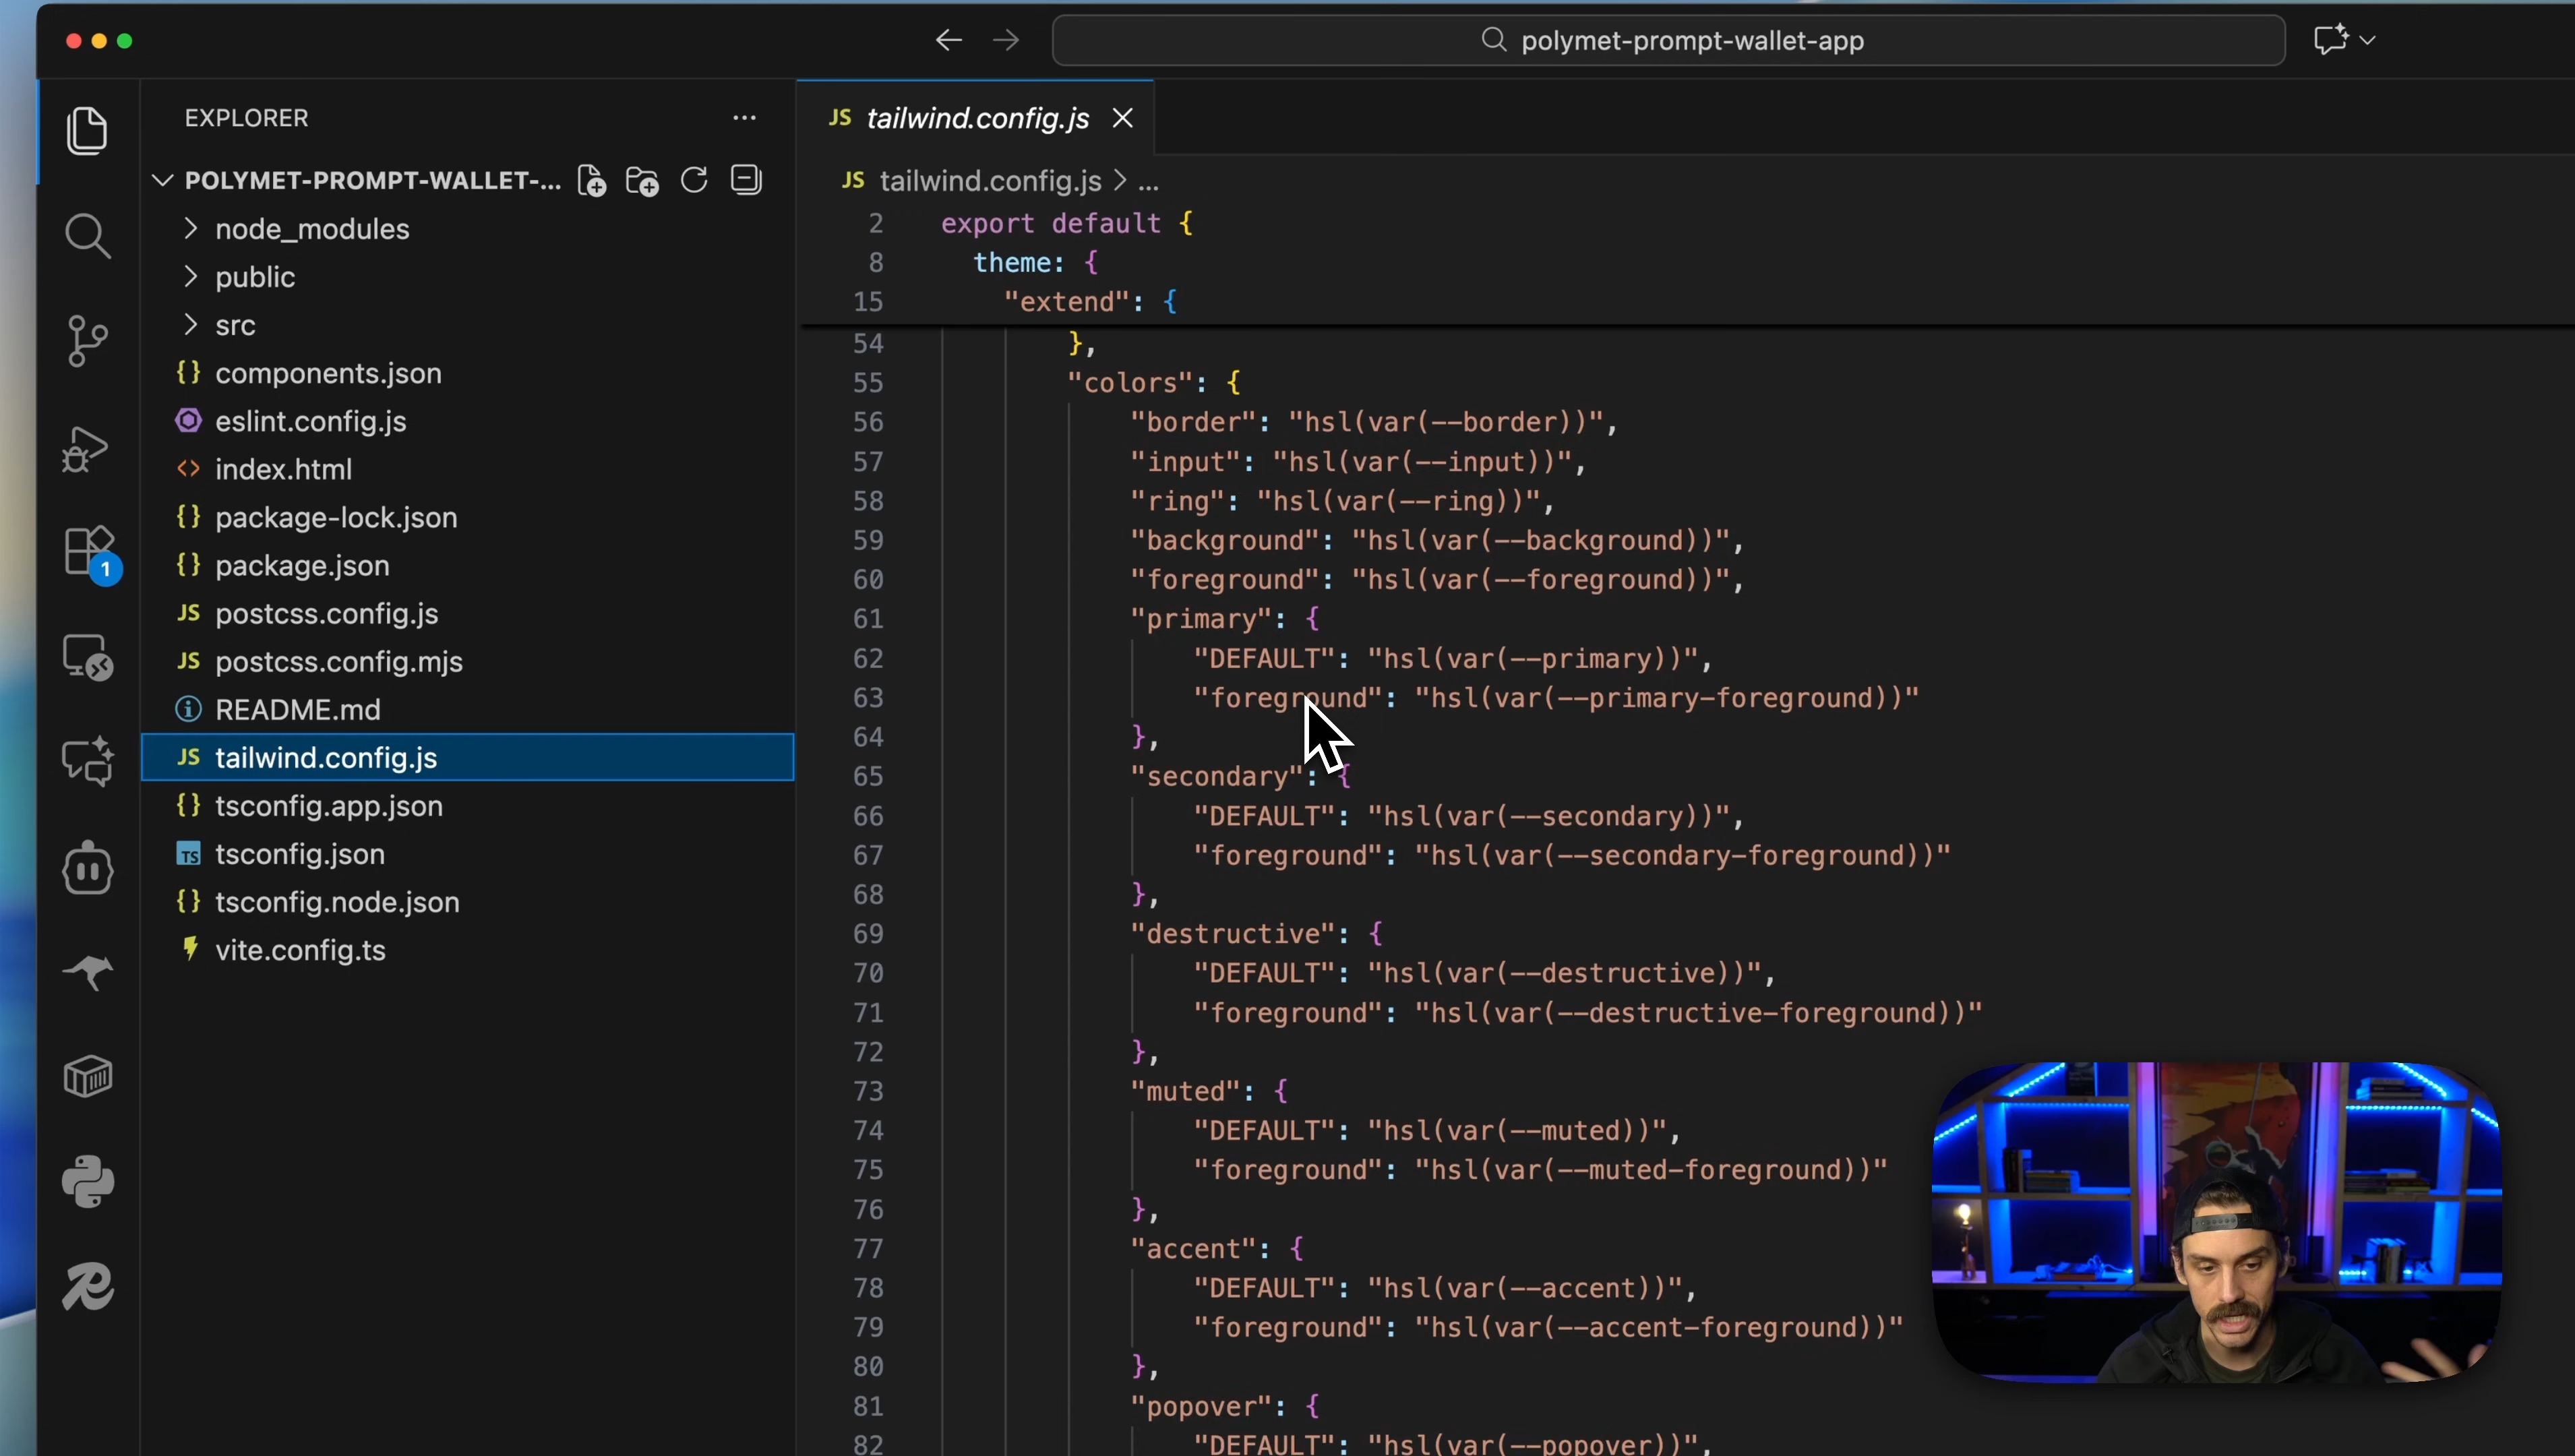 polymet-prompt-wallet-app
EXPLORER
POLYMET-PROMPT-WALLET-...
node_modules
public
src
{} components.json
eslint.config.js
<> index.html
{} package-lock.json
{} package.json
JS postcss.config.js
JS postcss.config.mjs
README.md
JS tailwind.config.js
{} tsconfig.app.json
TS tsconfig.json
{} tsconfig.node.json
vite.config.ts
1
JS tailwind.config.js
JS tailwind.config.js > ...
2 export default {
8 theme: {
15 "extend": {
54 },
55 "colors": {
56 "border": "hsl(var(--border))",
57 "input": "hsl(var(--input))",
58 "ring": "hsl(var(--ring))",
59 "background": "hsl(var(--background))",
60 "foreground": "hsl(var(--foreground))",
61 "primary": {
62 "DEFAULT": "hsl(var(--primary))",
63 "foreground": "hsl(var(--primary-foreground))"
64 },
65 "secondary": {
66 "DEFAULT": "hsl(var(--secondary))",
67 "foreground": "hsl(var(--secondary-foreground))"
68 },
69 "destructive": {
70 "DEFAULT": "hsl(var(--destructive))",
71 "foreground": "hsl(var(--destructive-foreground))"
72 },
73 "muted": {
74 "DEFAULT": "hsl(var(--muted))",
75 "foreground": "hsl(var(--muted-foreground))"
76 },
77 "accent": {
78 "DEFAULT": "hsl(var(--accent))",
79 "foreground": "hsl(var(--accent-foreground))"
80 },
81 "popover": {
82 "DEFAULT": "hsl(var(--popover))",